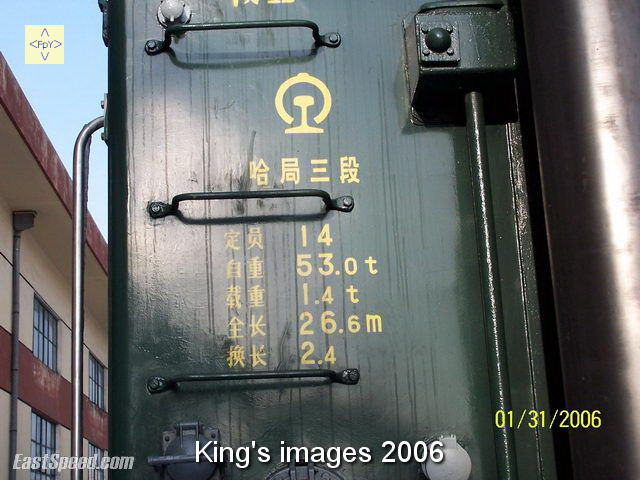 <FpY>
哈局三段
定员 14
自重 53.0t
载重 1.4t
全长 26.6m
换长 2.4
01/31/2006
King's images 2006
EastSpeed.com